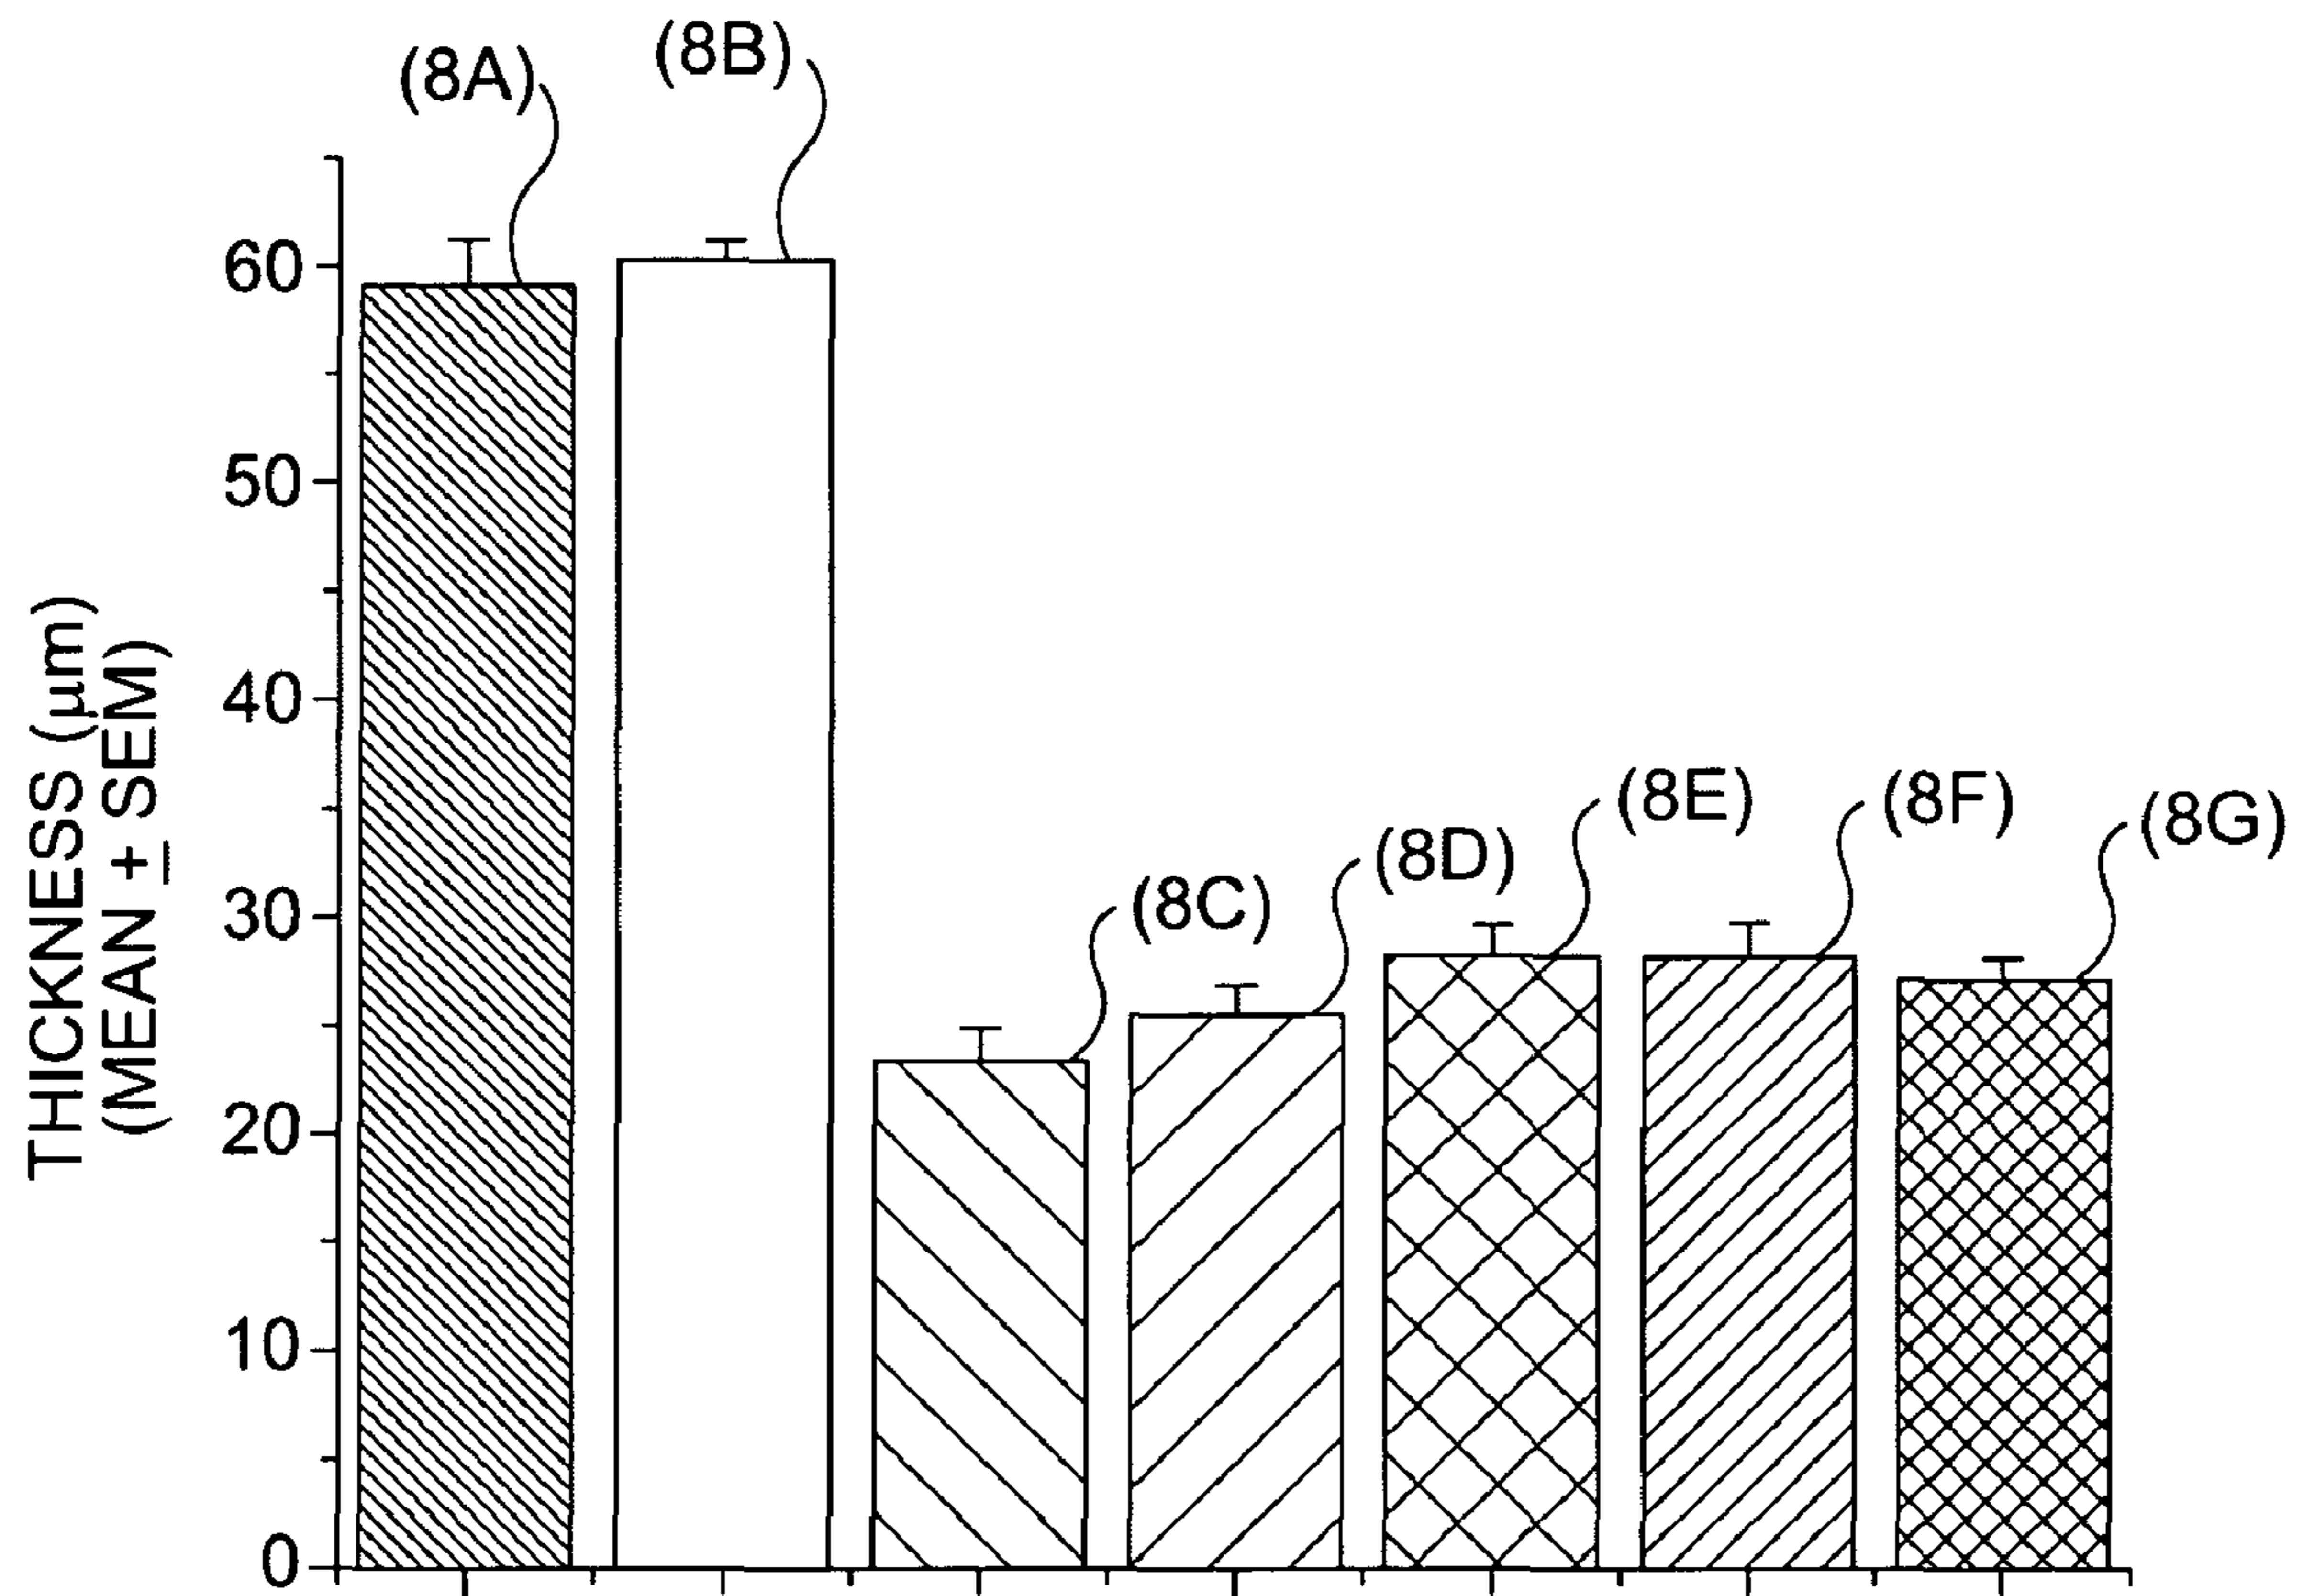 (8A)
(8B)
60
50
40
30
20
10
0
THICKNESS (μm)
(MEAN ± SEM)
(8C)
(8D)
(8E)
(8F)
(8G)